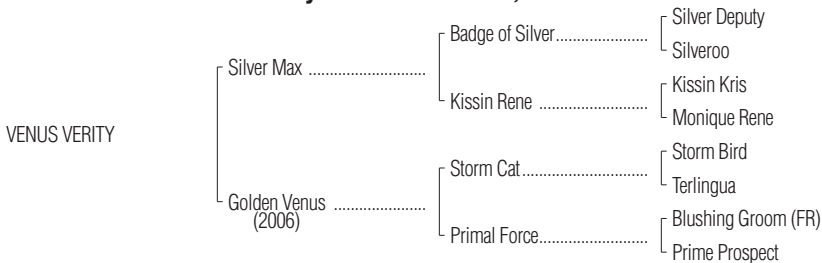 Silver Deputy
Badge of Silver......................
Silveroo
Silver Max ............................
Kissin Kris
Kissin Rene ..........................
Monique Rene
VENUS VERITY
Storm Bird
Storm Cat..............................
Terlingua
Golden Venus ......................
(2006)
Blushing Groom (FR)
Primal Force..........................
Prime Prospect